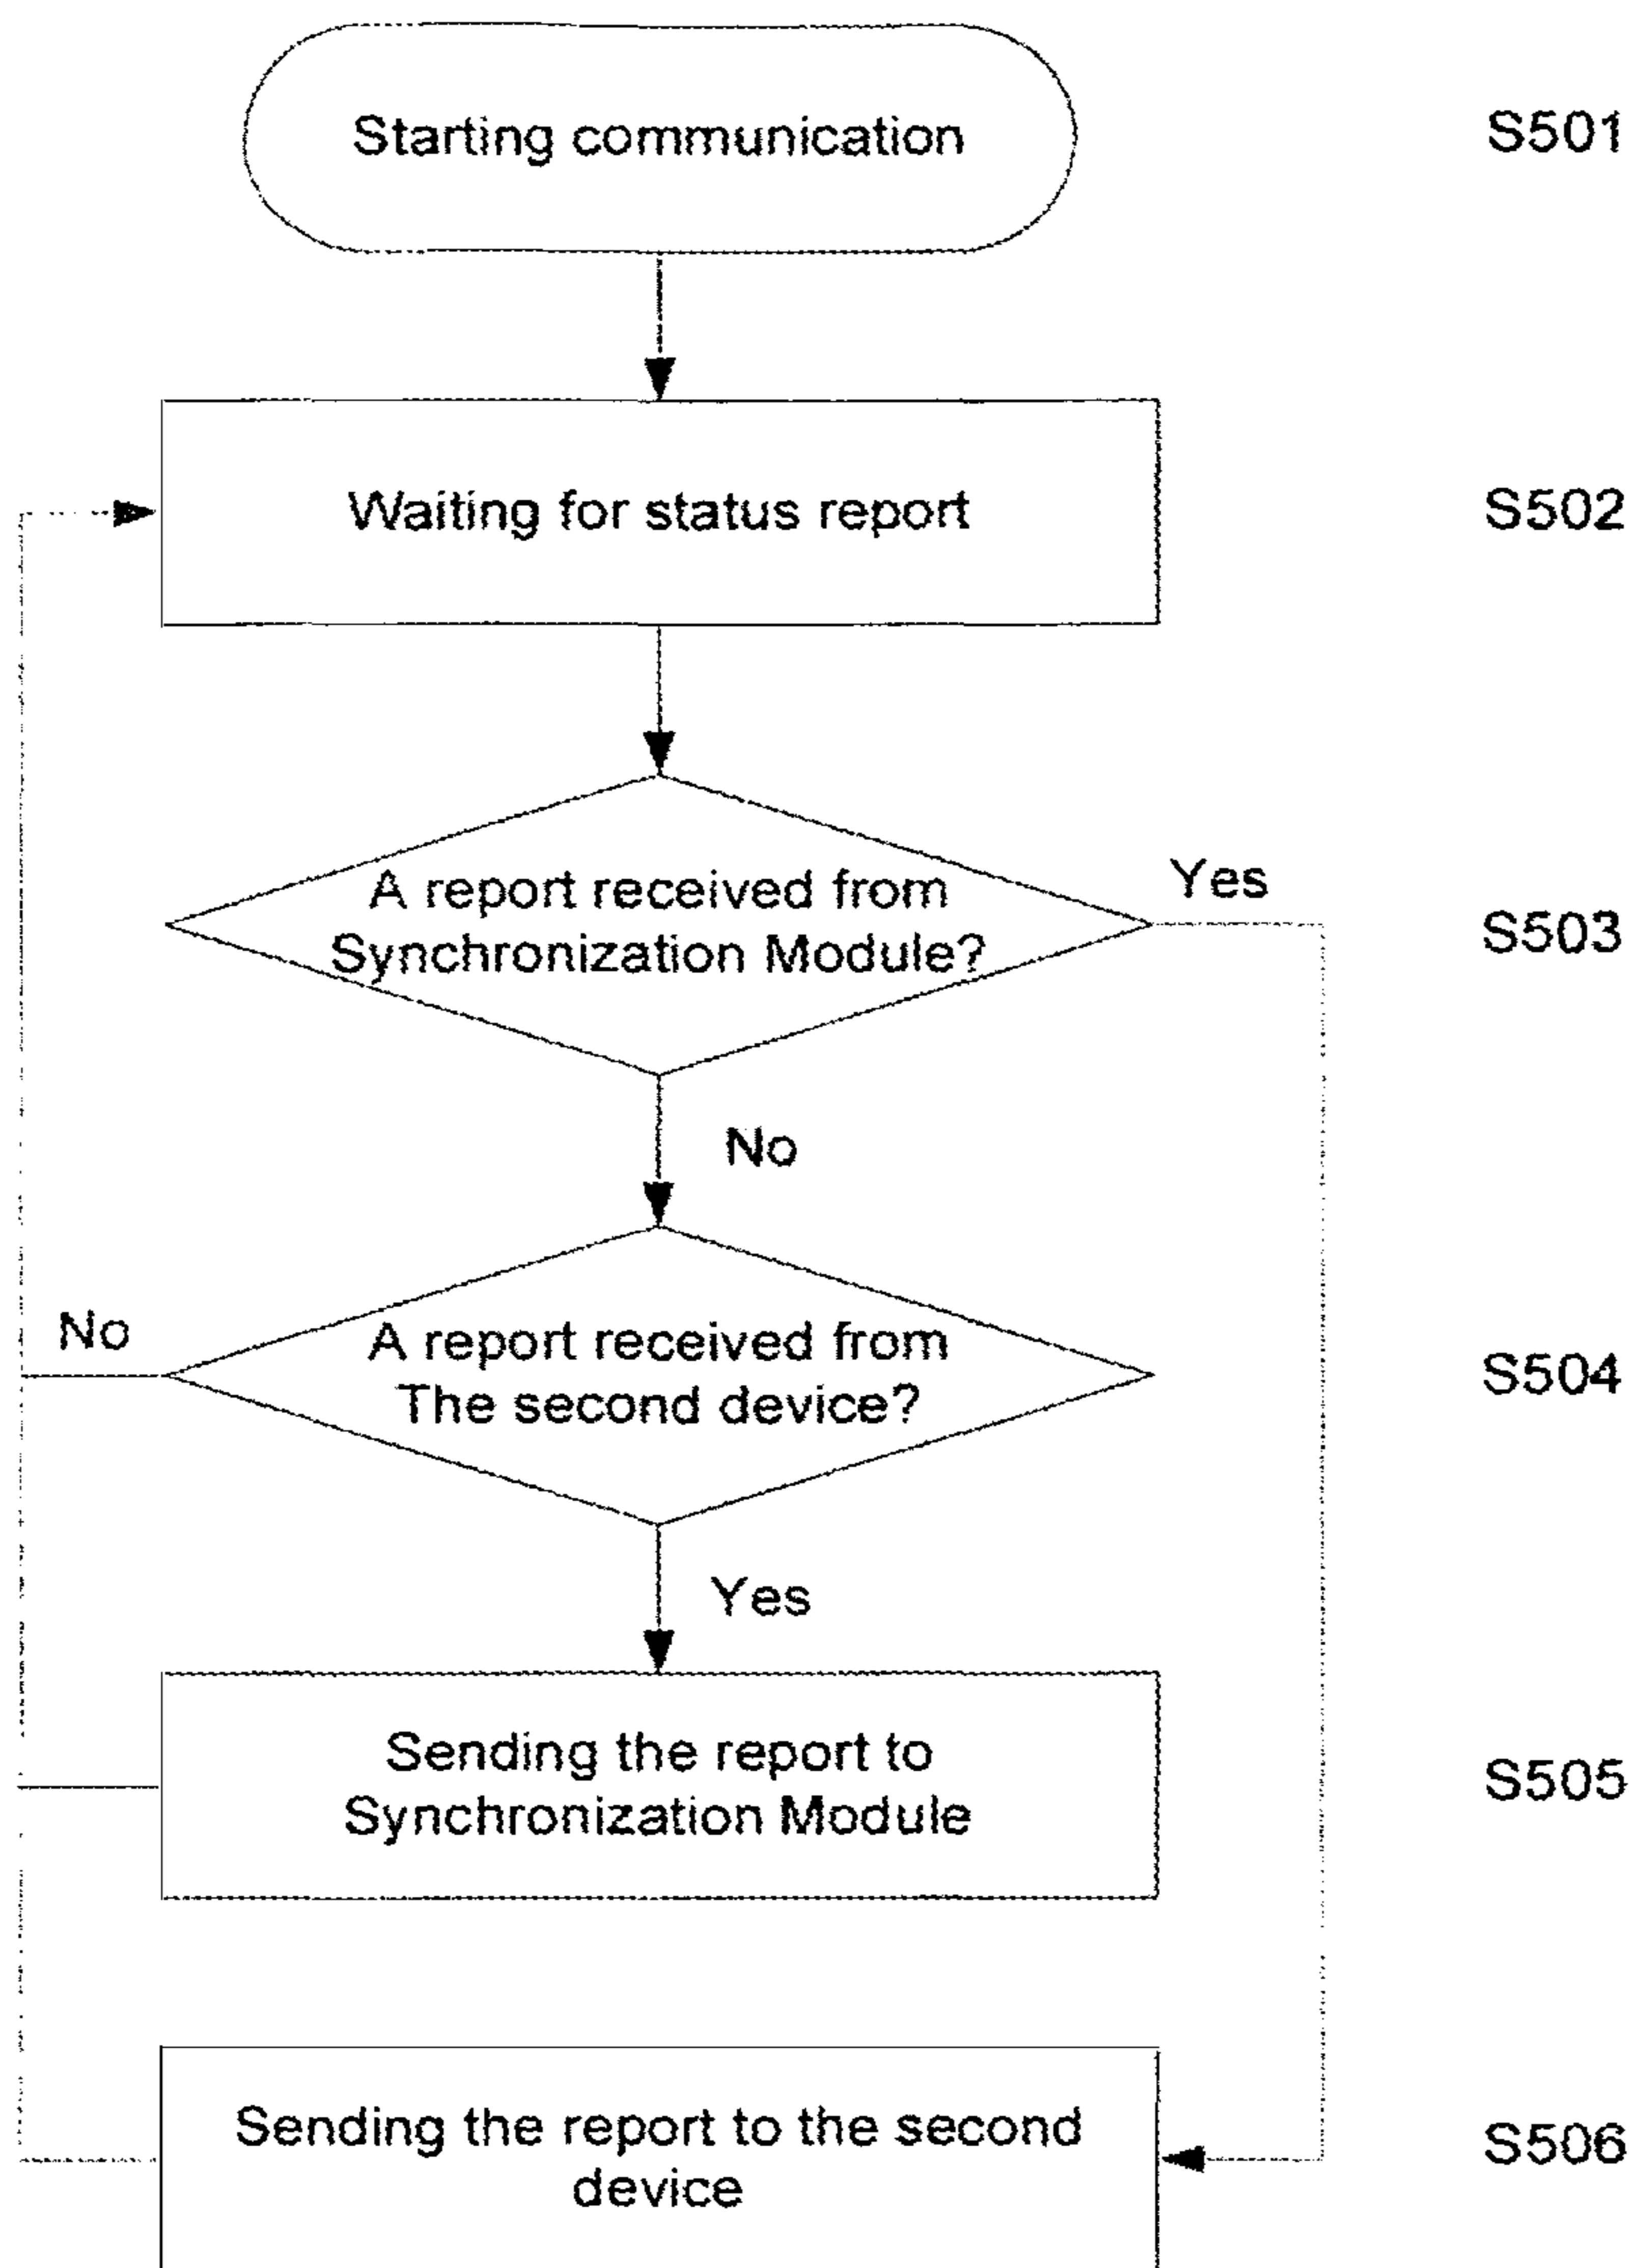 Starting communication
S501
Waiting for status report
S502
A report received from
Synchronization Module?
Yes
S503
No
A report received from
The second device?
No
S504
Yes
Sending the report to
Synchronization Module
S505
Sending the report to the second
device
S506